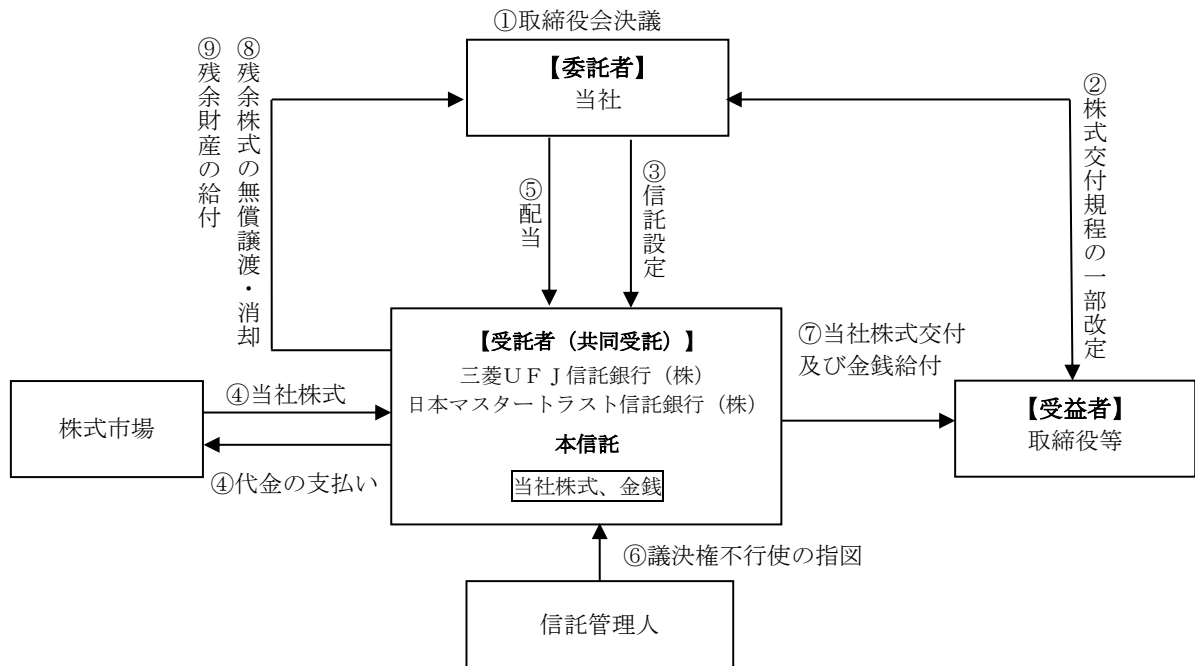 ①取締役会決議
【委託者】
当社
⑨残余財産の給付
⑧残余株式の無償譲渡・消却
②株式交付規程の一部改定
⑤配当
③信託設定
【受託者（共同受託）】
三菱ＵＦＪ信託銀行（株）
日本マスタートラスト信託銀行（株）
本信託
当社株式、金銭
⑦当社株式交付
及び金銭給付
株式市場
④当社株式
④代金の支払い
【受益者】
取締役等
⑥議決権不行使の指図
信託管理人